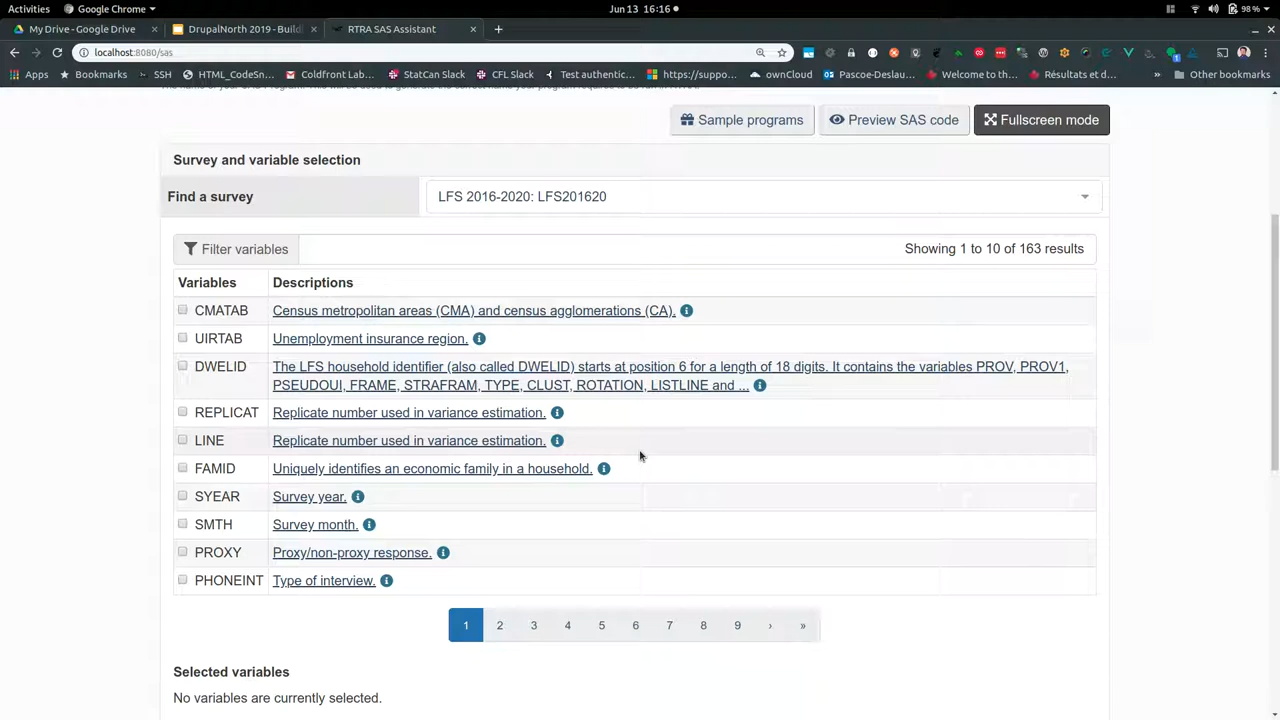 Activities
Google Chrome
Jun 13 16:16
98 %
My Drive - Google Drive
DrupalNorth 2019 - Buildi
RTRA SAS Assistant
localhost:8080/sas
Apps
Bookmarks
SSH
HTML_CodeSn...
Coldfront Lab...
StatCan Slack
CFL Slack
Test authentic...
https://suppo...
ownCloud
Pascoe-Deslau...
Welcome to th...
Résultats et d...
»
Other bookmarks
Sample programs
Preview SAS code
Fullscreen mode
Survey and variable selection
Find a survey
LFS 2016-2020: LFS201620
Filter variables
Showing 1 to 10 of 163 results
Variables Descriptions
CMATAB Census metropolitan areas (CMA) and census agglomerations (CA).
UIRTAB Unemployment insurance region.
DWELID The LFS household identifier (also called DWELID) starts at position 6 for a length of 18 digits. It contains the variables PROV, PROV1,
PSEUDOUI, FRAME, STRAFRAM, TYPE, CLUST, ROTATION, LISTLINE and ...
REPLICAT Replicate number used in variance estimation.
LINE Replicate number used in variance estimation.
FAMID Uniquely identifies an economic family in a household.
SYEAR Survey year.
SMTH Survey month.
PROXY Proxy/non-proxy response.
PHONEINT Type of interview.
1 2 3 4 5 6 7 8 9 › »
Selected variables
No variables are currently selected.